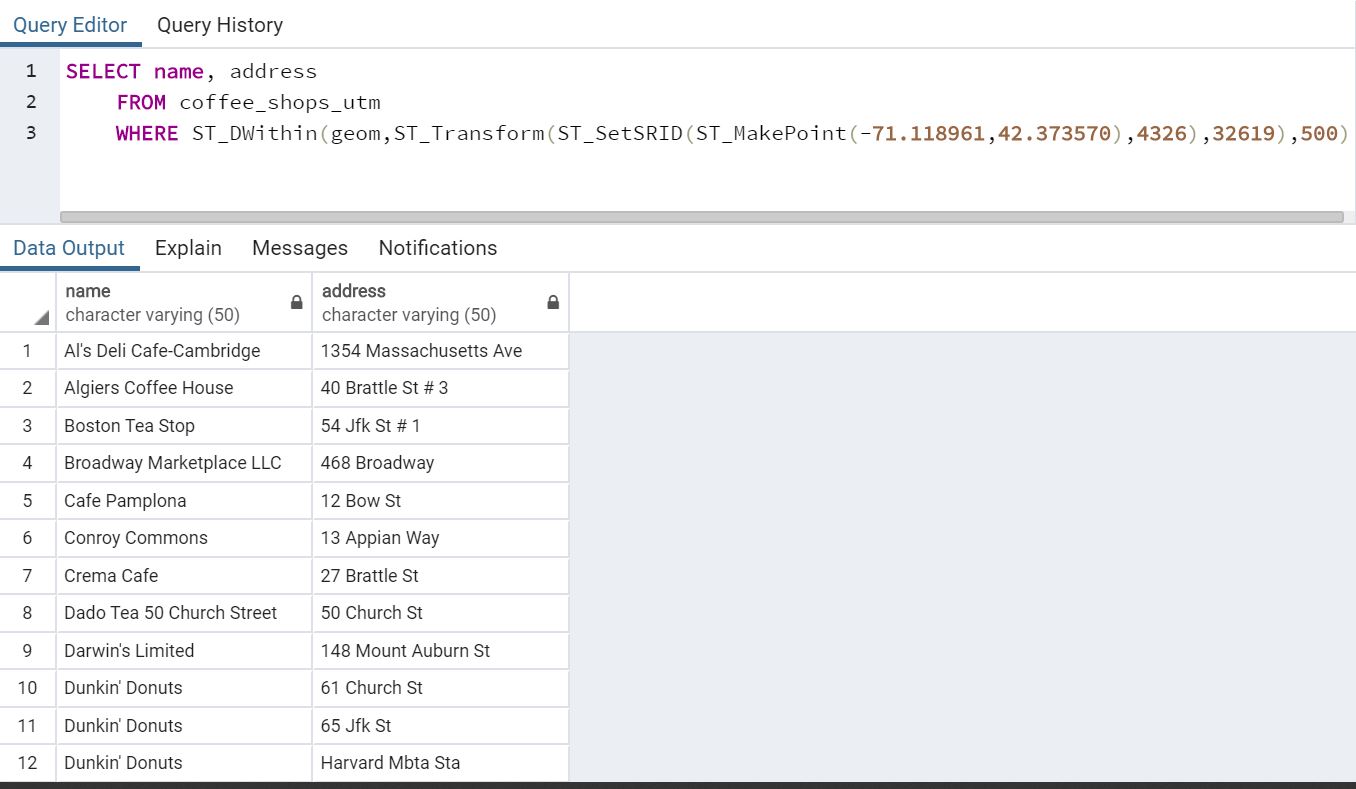 Query Editor Query History
1 SELECT name, address
2 FROM coffee_shops_utm
3 WHERE ST_DWithin(geom,ST_Transform(ST_SetSRID(ST_MakePoint(-71.118961,42.373570),4326),32619),500)
Data Output Explain Messages Notifications
name address
character varying (50) character varying (50)
1 Al's Deli Cafe-Cambridge 1354 Massachusetts Ave
2 Algiers Coffee House 40 Brattle St # 3
3 Boston Tea Stop 54 Jfk St # 1
4 Broadway Marketplace LLC 468 Broadway
5 Cafe Pamplona 12 Bow St
6 Conroy Commons 13 Appian Way
7 Crema Cafe 27 Brattle St
8 Dado Tea 50 Church Street 50 Church St
9 Darwin's Limited 148 Mount Auburn St
10 Dunkin' Donuts 61 Church St
11 Dunkin' Donuts 65 Jfk St
12 Dunkin' Donuts Harvard Mbta Sta